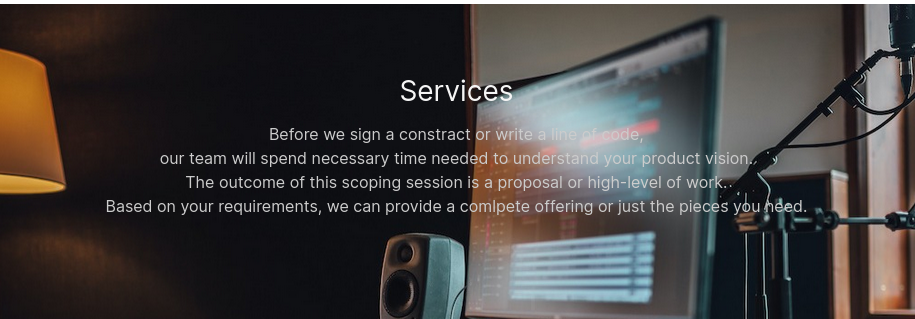 Services
Before we sign a constract or write a line of code,
our team will spend necessary time needed to understand your product vision.
The outcome of this scoping session is a proposal or high-level of work.
Based on your requirements, we can provide a comlpete offering or just the pieces you need.